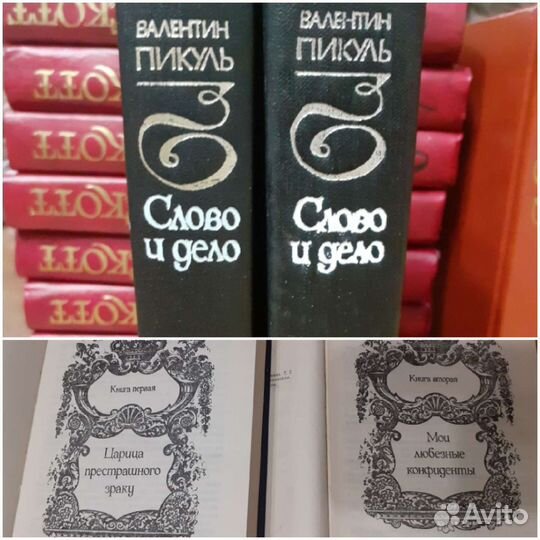 ВАЛЕНТИН
ПИКУЛЬ
Слово
и дело
ВАЛЕНТИН
ПИКУЛЬ
Слово
и дело
Книга первая
Царица
престрашного
зраку
Книга вторая
Мои
любезные
конфиденты
Avito